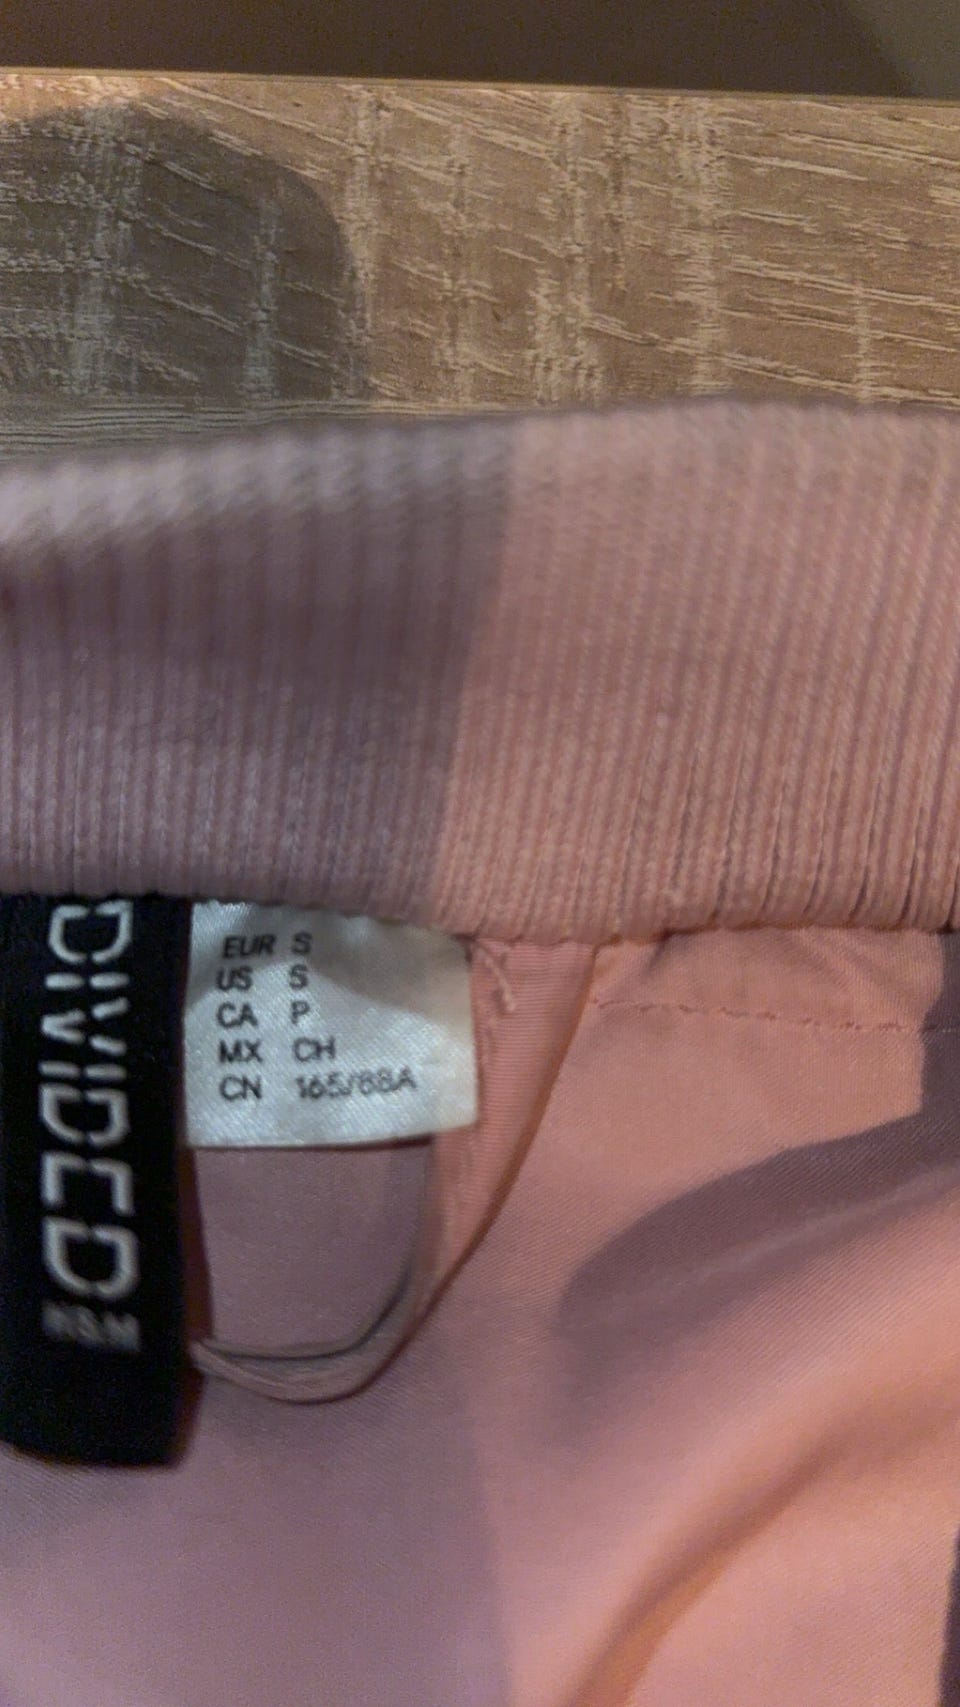 DIVIDED
H&M
EUR S
US S
CA P
MX CH
CN 165/88A